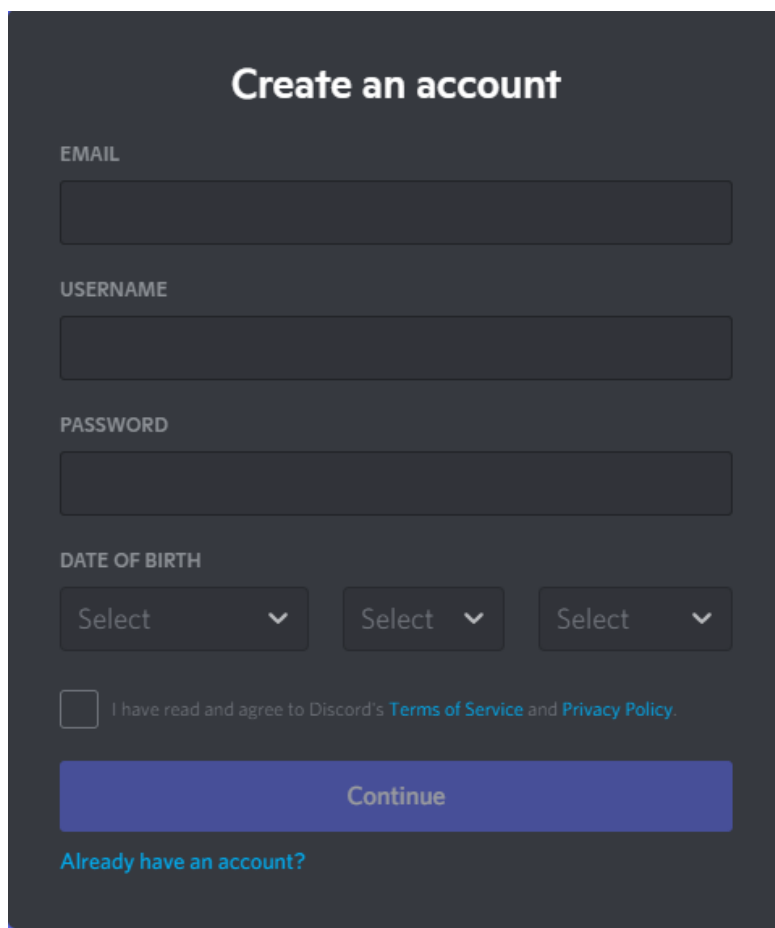 Create an account
EMAIL
USERNAME
PASSWORD
DATE OF BIRTH
Select Select Select
I have read and agree to Discord's Terms of Service and Privacy Policy.
Continue
Already have an account?